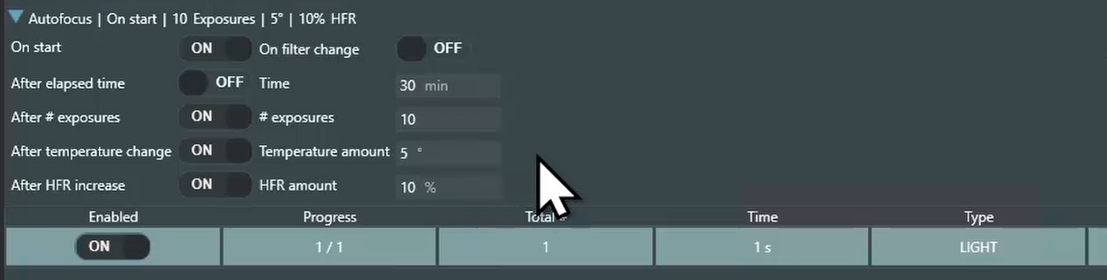 Autofocus | On start | 10 Exposures | 5° | 10% HFR
On start ON On filter change OFF
After elapsed time OFF Time 30 min
After # exposures ON # exposures 10
After temperature change ON Temperature amount 5 °
After HFR increase ON HFR amount 10 %
Enabled Progress Total # Time Type
ON 1 / 1 1 1 s LIGHT